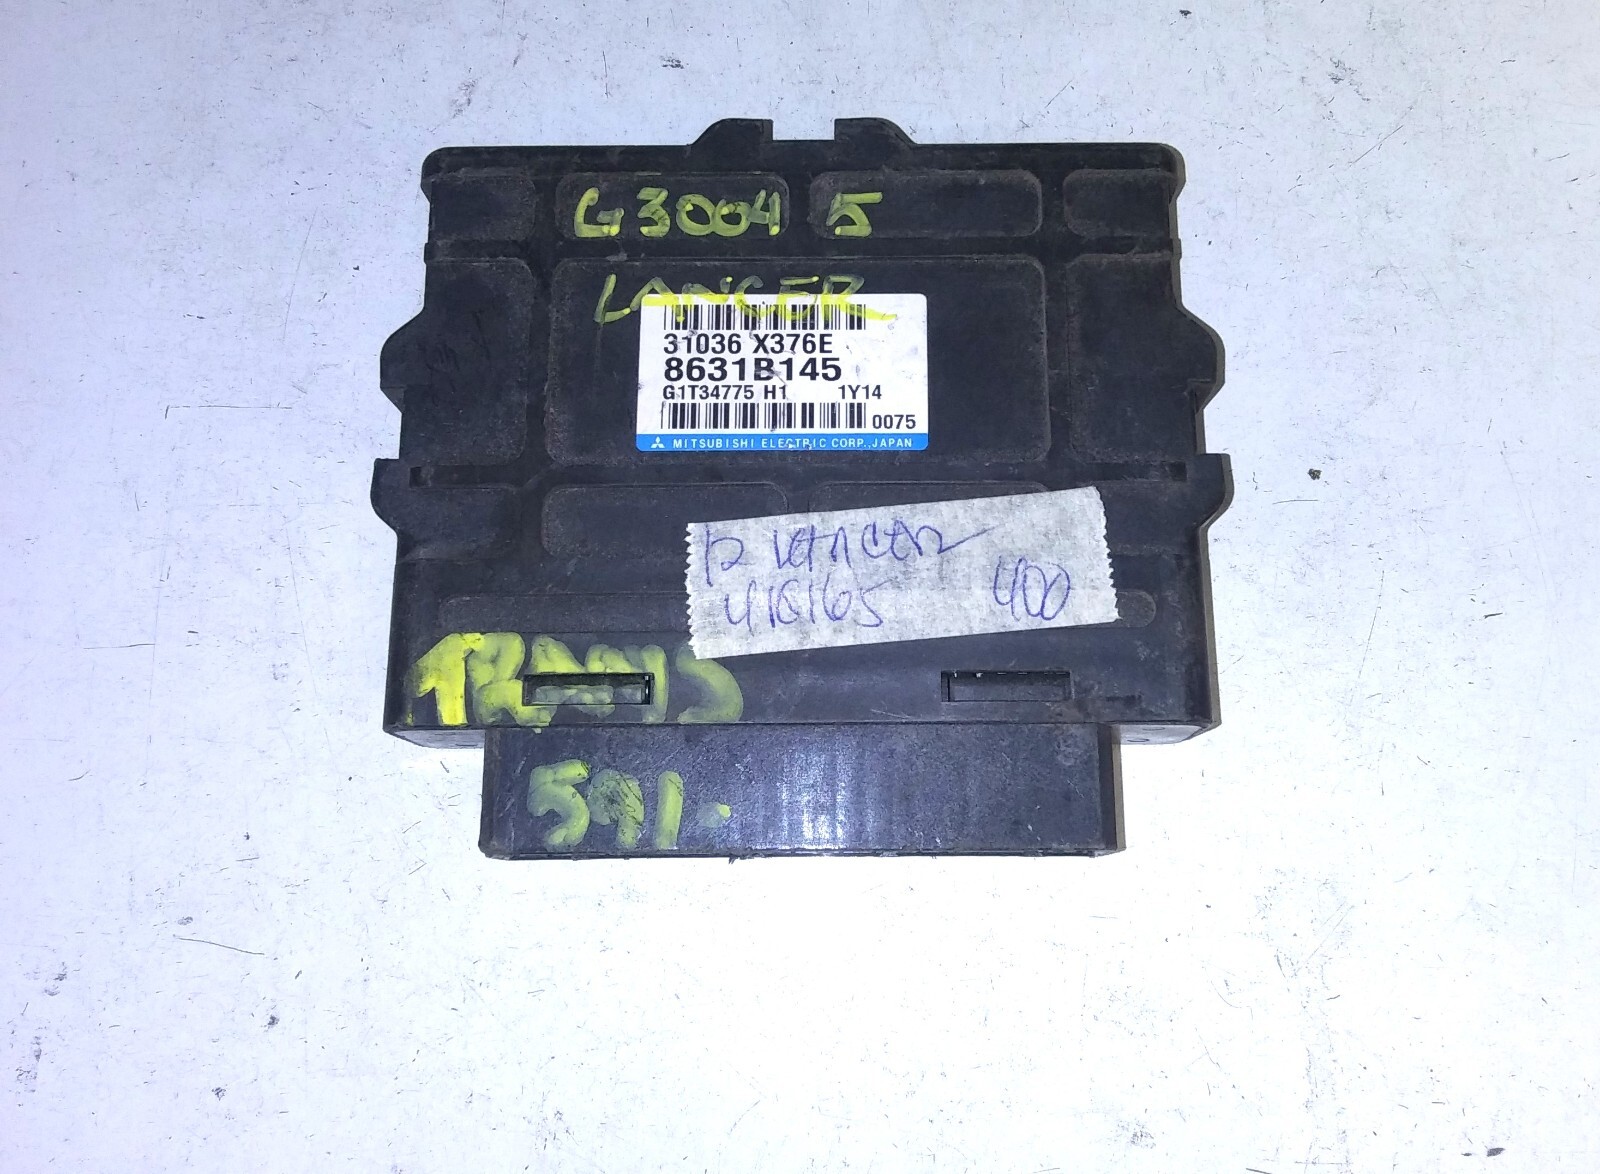 G3004 5
LANCER
31036 X376E
8631B145
G1T34775 H1 1Y14
0075
MITSUBISHI ELECTRIC CORP., JAPAN
12 LANCER
418165 400
TRANS
591.